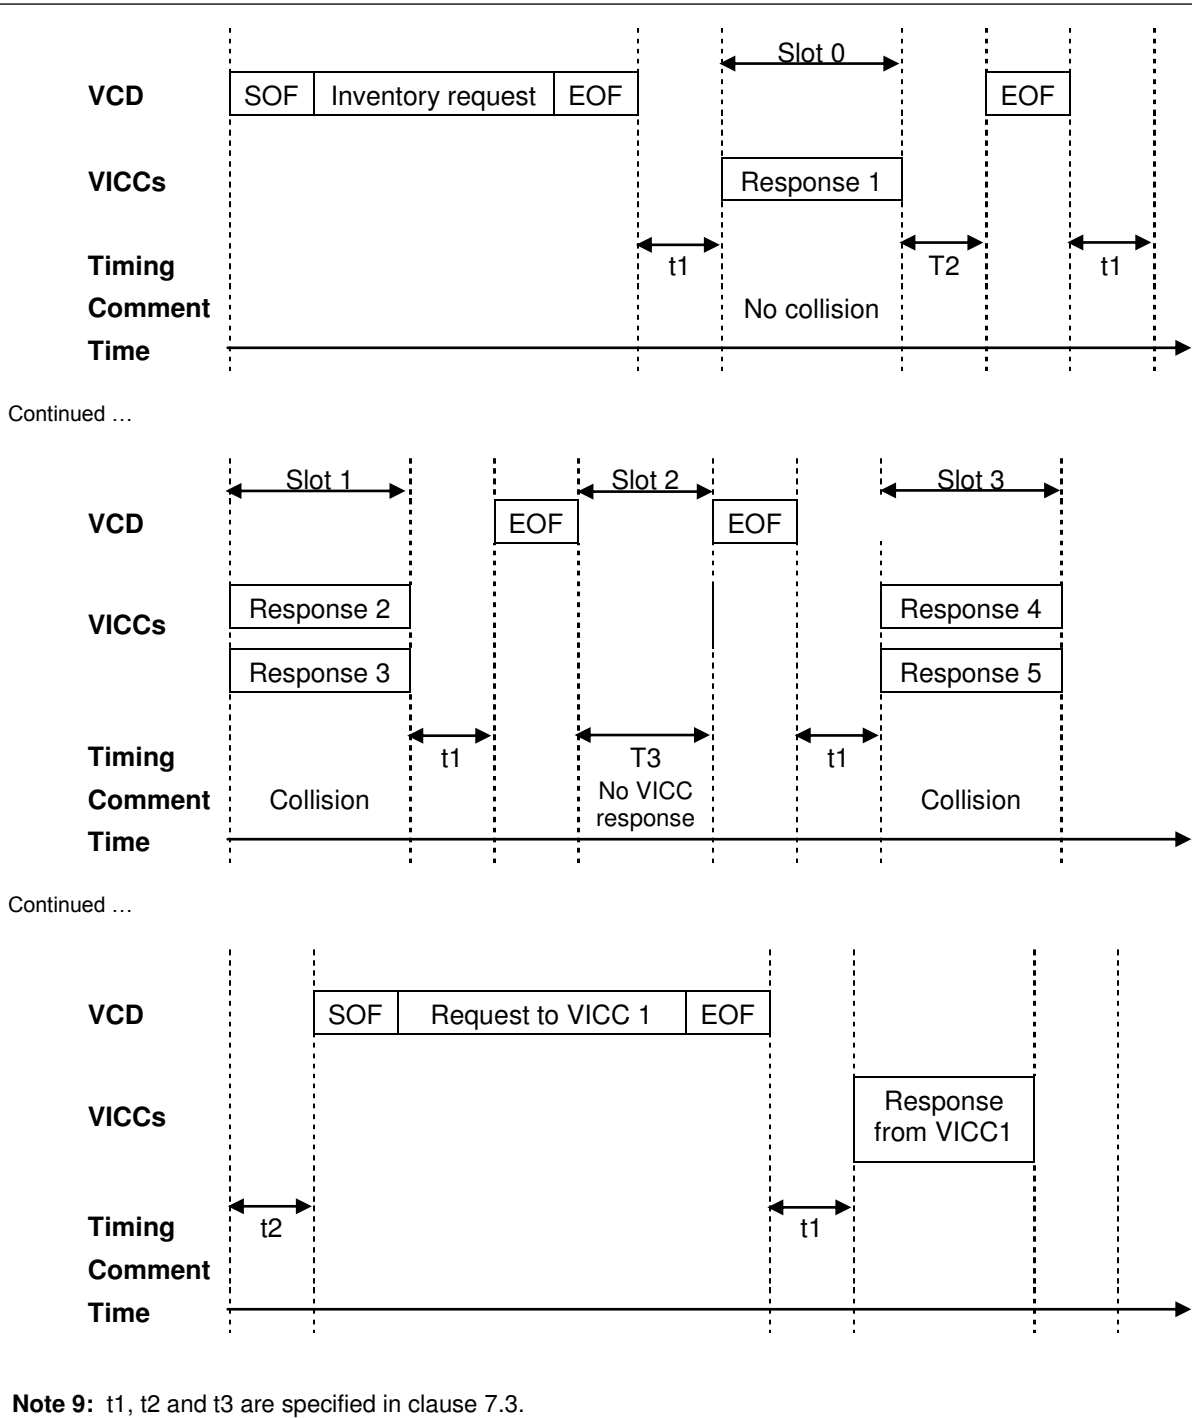 Slot 0
VCD SOF Inventory request EOF EOF
VICCs Response 1
Timing t1 T2 t1
Comment No collision
Time
Continued …
Slot 1 Slot 2 Slot 3
VCD EOF EOF
Response 2 Response 4
VICCs
Response 3 Response 5
Timing t1 T3 t1
Comment Collision No VICC response Collision
Time
Continued …
VCD SOF Request to VICC 1 EOF
VICCs Response from VICC1
Timing t2 t1
Comment
Time
Note 9: t1, t2 and t3 are specified in clause 7.3.